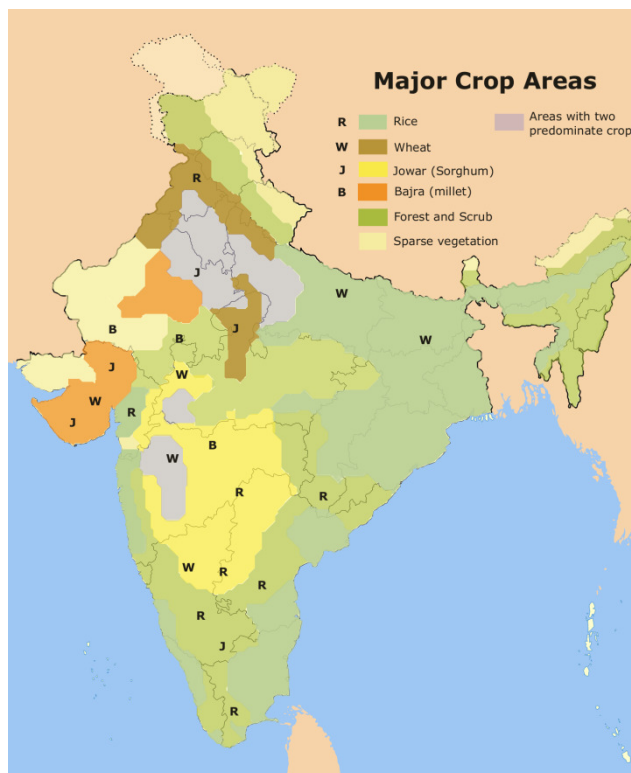 Major Crop Areas
R Rice
Areas with two
predominate crop
W Wheat
J Jowar (Sorghum)
B Bajra (millet)
Forest and Scrub
Sparse vegetation
R
J
W
B
J
B
W
J
W
W
J
R
B
W
R
R
W
R
R
R
J
R